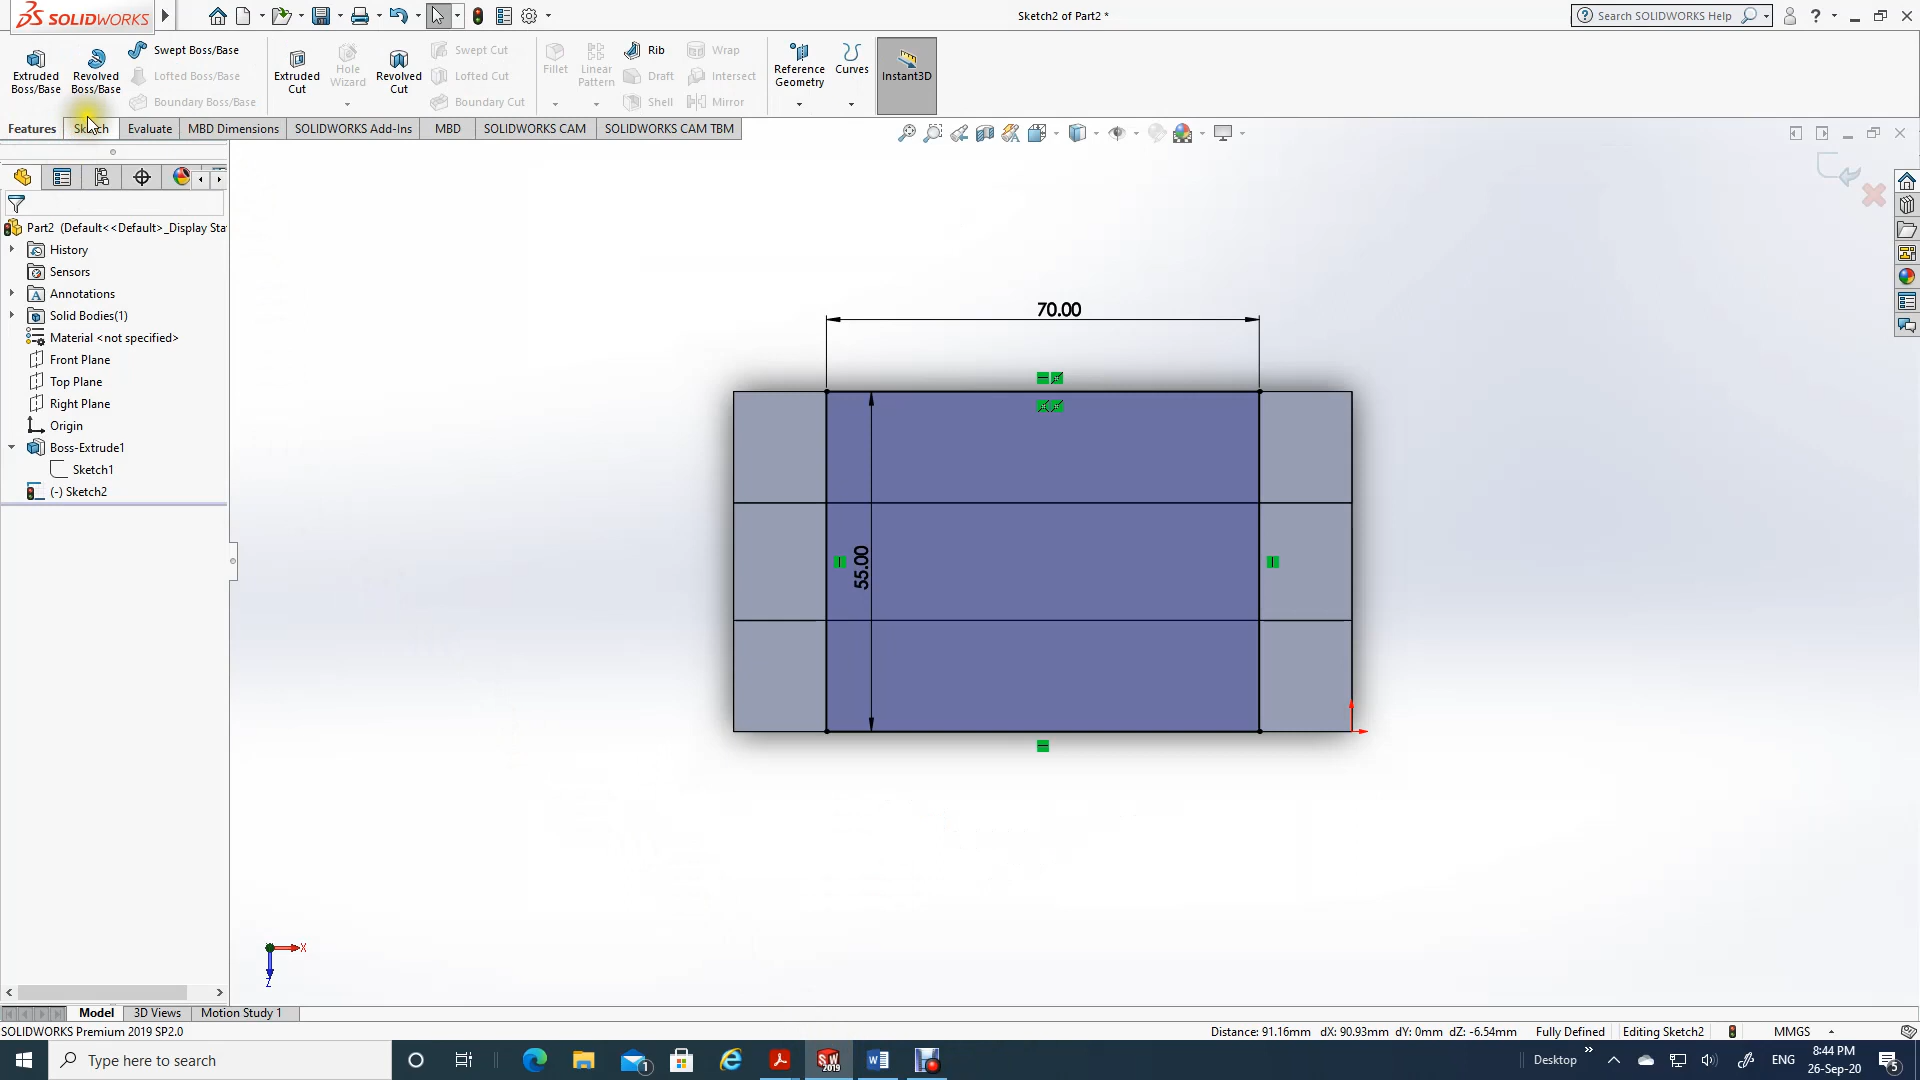 SOLIDWORKS
Sketch2 of Part2 *
Search SOLIDWORKS Help
?
Extruded Boss/Base
Revolved Boss/Base
Swept Boss/Base
Lofted Boss/Base
Boundary Boss/Base
Extruded Cut
Hole Wizard
Revolved Cut
Swept Cut
Lofted Cut
Boundary Cut
Fillet
Linear Pattern
Rib
Draft
Shell
Wrap
Intersect
Mirror
Reference Geometry
Curves
Instant3D
Features
Sketch
Evaluate
MBD Dimensions
SOLIDWORKS Add-Ins
MBD
SOLIDWORKS CAM
SOLIDWORKS CAM TBM
Part2 (Default<<Default>_Display Sta
History
Sensors
Annotations
Solid Bodies(1)
Material <not specified>
Front Plane
Top Plane
Right Plane
Origin
Boss-Extrude1
Sketch1
(-) Sketch2
70.00
55.00
X
Z
Model
3D Views
Motion Study 1
SOLIDWORKS Premium 2019 SP2.0
Distance: 91.16mm dX: 90.93mm dY: 0mm dZ: -6.54mm
Fully Defined
Editing Sketch2
MMGS
Type here to search
1
SW
2019
Desktop
ENG
8:44 PM
26-Sep-20
5